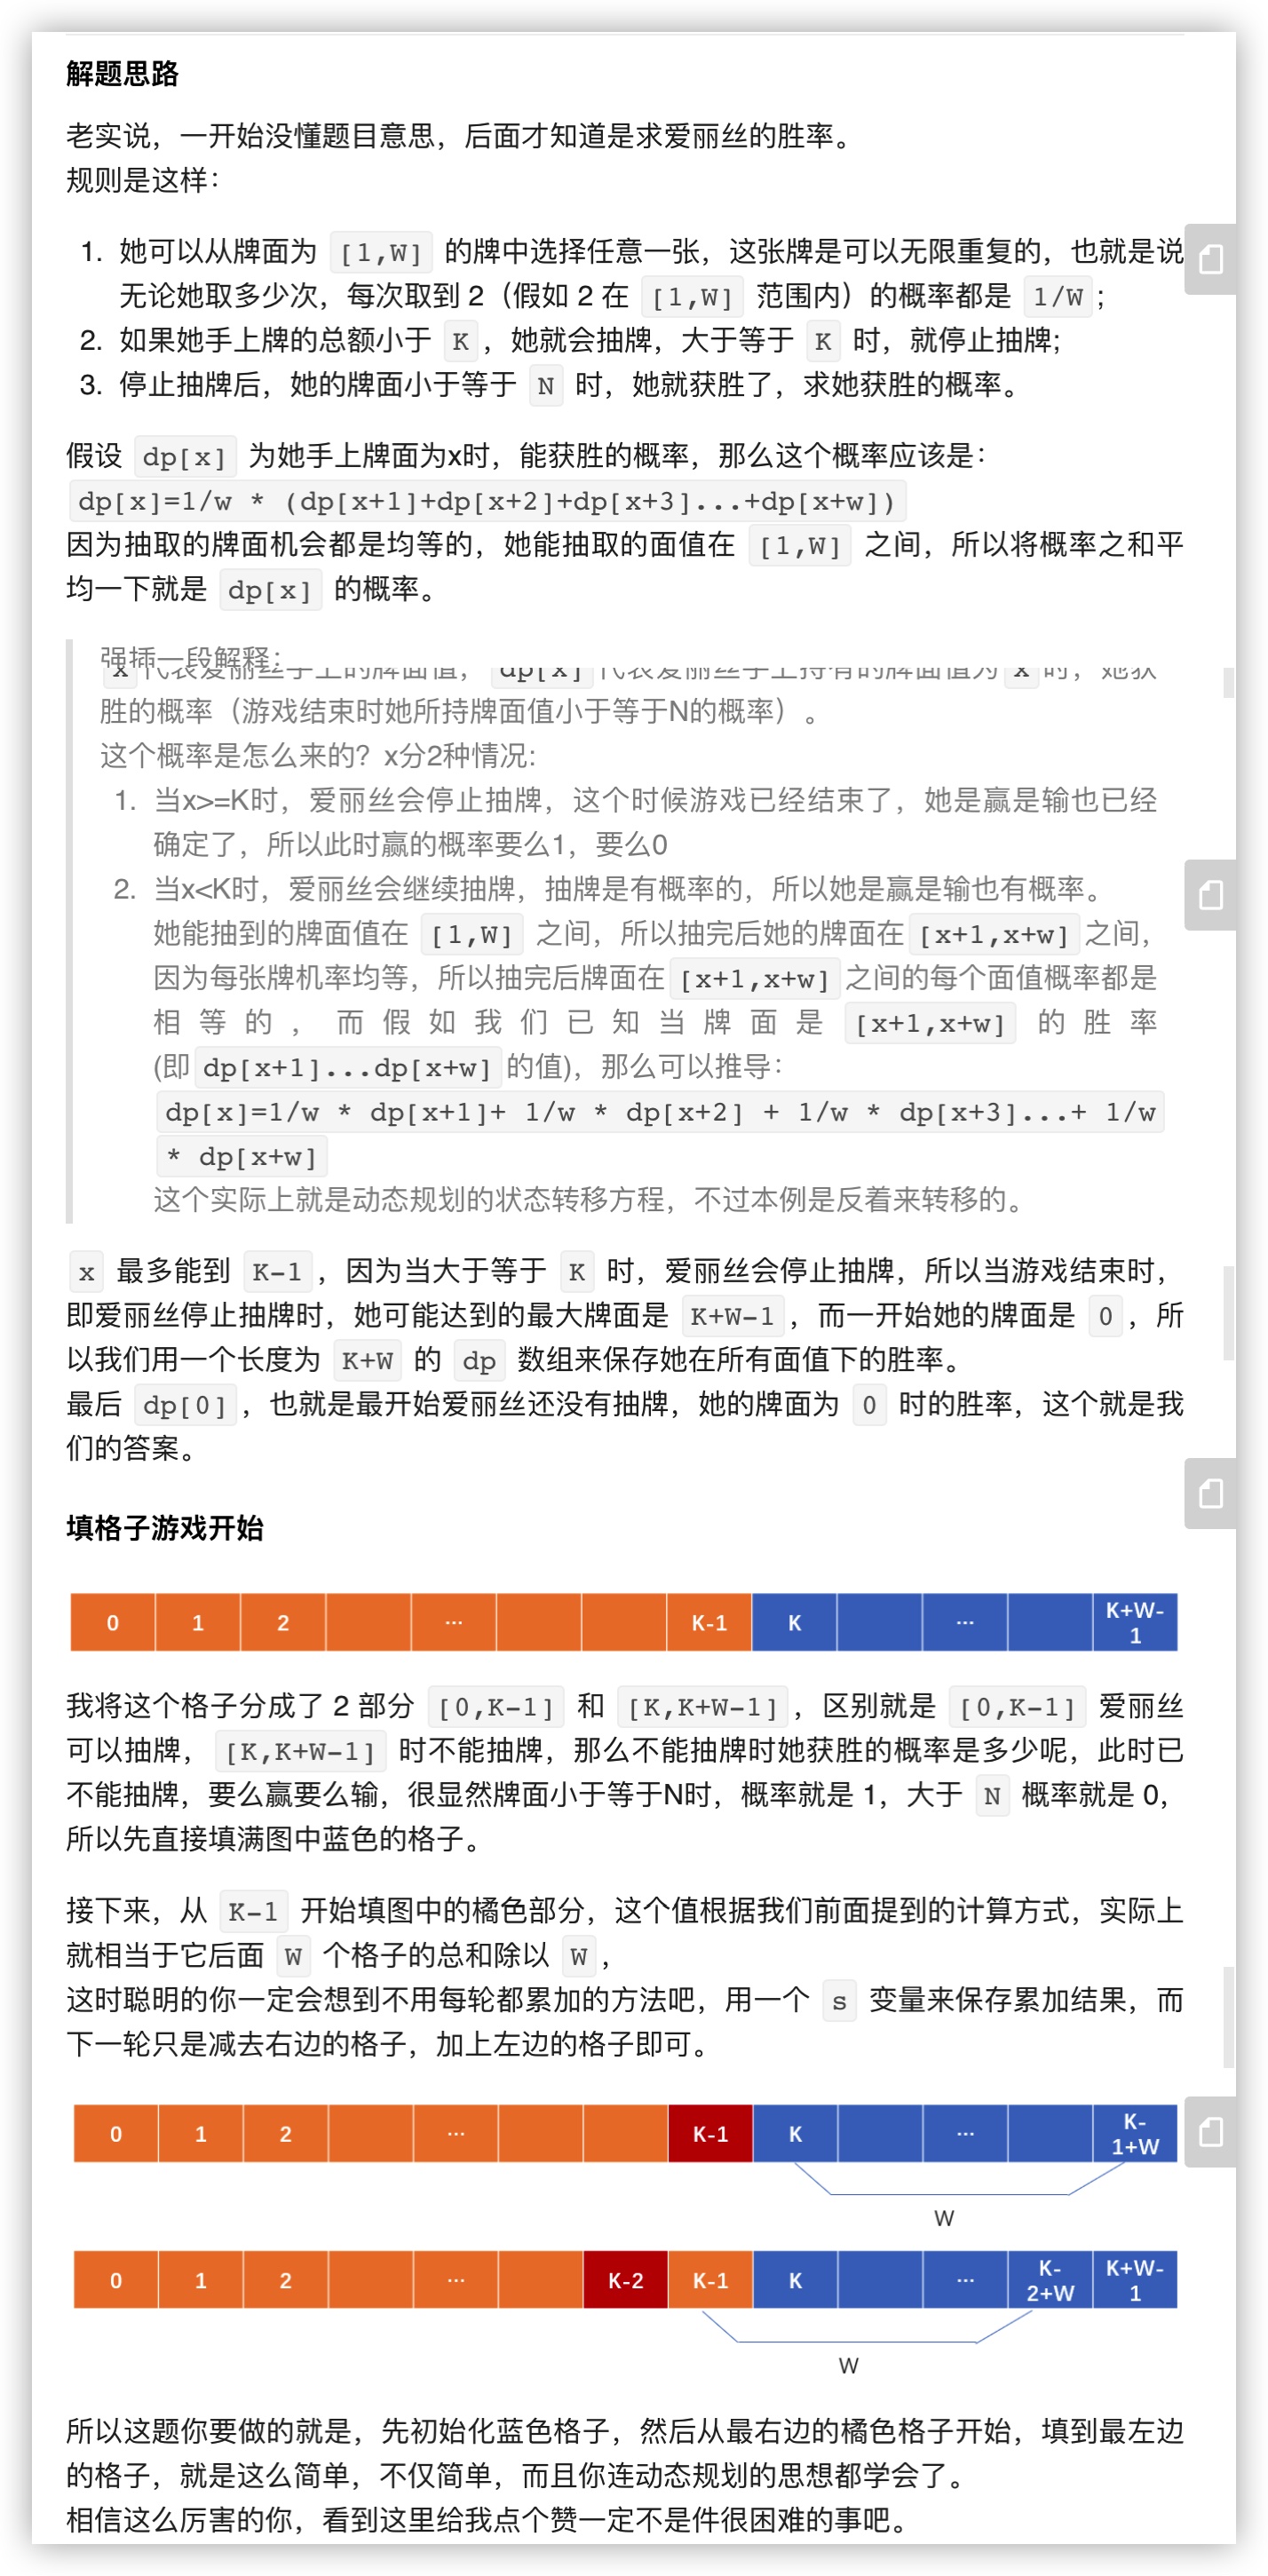 解题思路
老实说，一开始没懂题目意思，后面才知道是求爱丽丝的胜率。
规则是这样：
1. 她可以从牌面为 [1,W] 的牌中选择任意一张，这张牌是可以无限重复的，也就是说
无论她取多少次，每次取到 2（假如 2 在 [1,W] 范围内）的概率都是 1/W；
2. 如果她手上牌的总额小于 K，她就会抽牌，大于等于 K 时，就停止抽牌;
3. 停止抽牌后，她的牌面小于等于 N 时，她就获胜了，求她获胜的概率。
假设 dp[x] 为她手上牌面为x时，能获胜的概率，那么这个概率应该是：
dp[x]=1/w * (dp[x+1]+dp[x+2]+dp[x+3]...+dp[x+w])
因为抽取的牌面机会都是均等的，她能抽取的面值在 [1,W] 之间，所以将概率之和平
均一下就是 dp[x] 的概率。
强插一段解释：
x 代表爱丽丝手上的牌面值，dp[x] 代表爱丽丝手上持有的牌面值为 x 时，她获
胜的概率（游戏结束时她所持牌面值小于等于N的概率）。
这个概率是怎么来的？x分2种情况:
1. 当x>=K时，爱丽丝会停止抽牌，这个时候游戏已经结束了，她是赢是输也已经
确定了，所以此时赢的概率要么1，要么0
2. 当x<K时，爱丽丝会继续抽牌，抽牌是有概率的，所以她是赢是输也有概率。
她能抽到的牌面值在 [1,W] 之间，所以抽完后她的牌面在 [x+1,x+w] 之间，
因为每张牌机率均等，所以抽完后牌面在 [x+1,x+w] 之间的每个面值概率都是
相等的，而假如我们已知当牌面是 [x+1,x+w] 的胜率
(即 dp[x+1]...dp[x+w] 的值)，那么可以推导：
dp[x]=1/w * dp[x+1]+ 1/w * dp[x+2] + 1/w * dp[x+3]...+ 1/w
* dp[x+w]
这个实际上就是动态规划的状态转移方程，不过本例是反着来转移的。
x 最多能到 K-1，因为当大于等于 K 时，爱丽丝会停止抽牌，所以当游戏结束时，
即爱丽丝停止抽牌时，她可能达到的最大牌面是 K+W-1，而一开始她的牌面是 0，所
以我们用一个长度为 K+W 的 dp 数组来保存她在所有面值下的胜率。
最后 dp[0]，也就是最开始爱丽丝还没有抽牌，她的牌面为 0 时的胜率，这个就是我
们的答案。
填格子游戏开始
0 1 2 ... K-1 K ... K+W-
1
我将这个格子分成了 2 部分 [0,K-1] 和 [K,K+W-1]，区别就是 [0,K-1] 爱丽丝
可以抽牌，[K,K+W-1] 时不能抽牌，那么不能抽牌时她获胜的概率是多少呢，此时已
不能抽牌，要么赢要么输，很显然牌面小于等于N时，概率就是 1，大于 N 概率就是 0，
所以先直接填满图中蓝色的格子。
接下来，从 K-1 开始填图中的橘色部分，这个值根据我们前面提到的计算方式，实际上
就相当于它后面 W 个格子的总和除以 W，
这时聪明的你一定会想到不用每轮都累加的方法吧，用一个 s 变量来保存累加结果，而
下一轮只是减去右边的格子，加上左边的格子即可。
0 1 2 ... K-1 K ... K-
1+W
W
0 1 2 ... K-2 K-1 K ... K-
2+W K+W-
1
W
所以这题你要做的就是，先初始化蓝色格子，然后从最右边的橘色格子开始，填到最左边
的格子，就是这么简单，不仅简单，而且你连动态规划的思想都学会了。
相信这么厉害的你，看到这里给我点个赞一定不是件很困难的事吧。